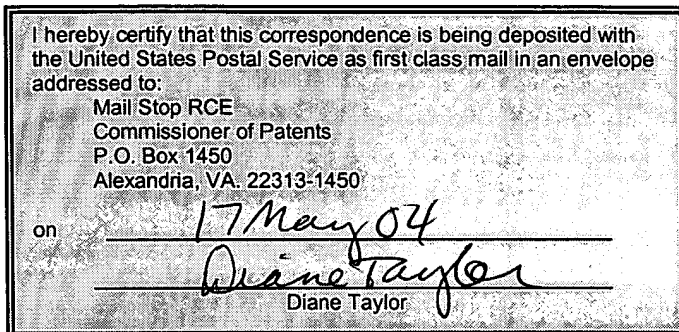 I hereby certify that this correspondence is being deposited with
the United States Postal Service as first class mail in an envelope
addressed to:
Mail Stop RCE
Commissioner of Patents
P.O. Box 1450
Alexandria, VA. 22313-1450
on 17 May 04
Diane Taylor
Diane Taylor